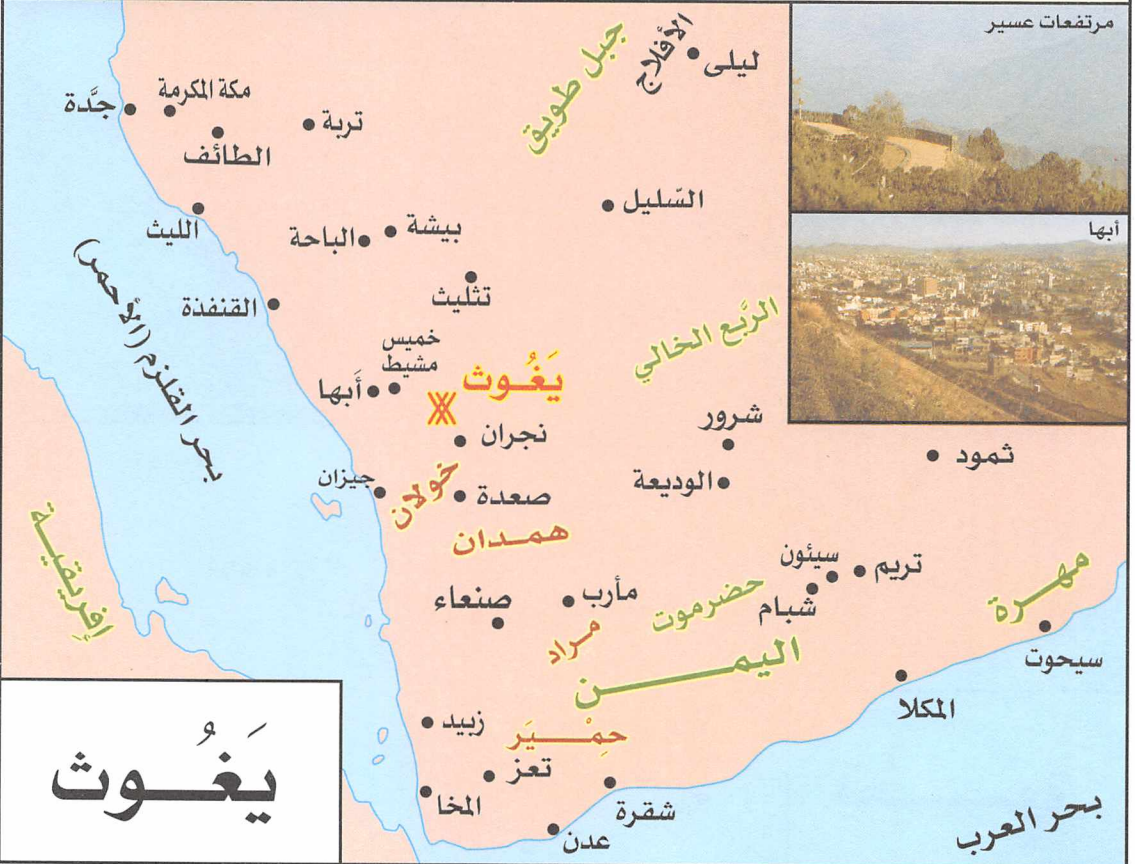 مرتفعات عسير
أبها
جبل طويق
الأفلاج
ليلى
جدَّة
مكة المكرمة
الطائف
تربة
السّليل
الليث
الباحة
بيشة
تثليث
القنفذة
بحر القلزم (الأحمر)
الرَّبع الخالي
خميس
مشيط
أَبها
يَغُوث
نجران
شرور
الوديعة
ثمود
جيزان
خولان
صعدة
همدان
إفريقية
صنعاء
مأرب
مراد
حضرموت
سيئون
شبام
تريم
مهرة
سيحوت
اليمن
المكلا
زبيد
حِمْيَر
تعز
المخا
شقرة
عدن
بحر العرب
يَغُوث